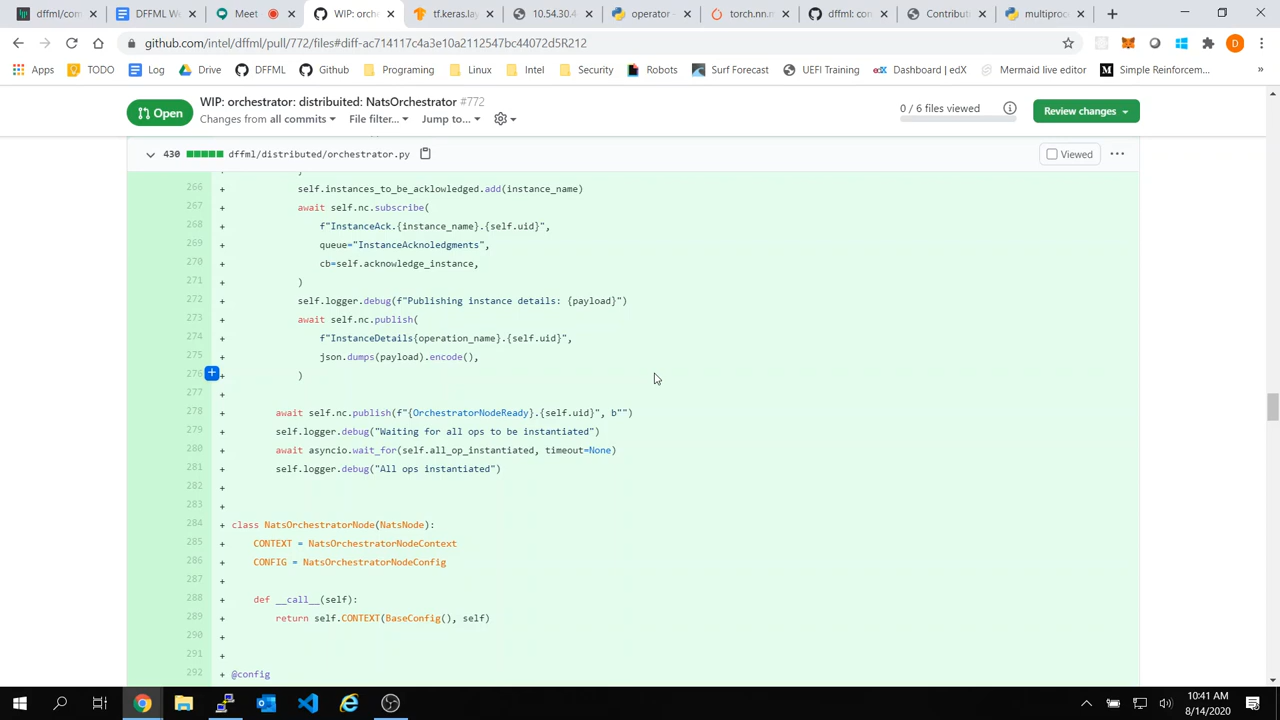 dffml/com
DFFML We
Meet
WIP: orche
tf.keras.lay
10.54.30.4
operator -
torch.nn.m
dffml: con
Contributi
multiproc
github.com/intel/dffml/pull/772/files#diff-ac714117c4a3e10a2112547bc44072d5R212
D
Apps
TODO
Log
Drive
DFFML
Github
Programing
Linux
Intel
Security
Robots
Surf Forecast
UEFI Training
edX
Dashboard | edX
Mermaid live editor
Simple Reinforcem...
»
Open
WIP: orchestrator: distribuited: NatsOrchestrator #772
Changes from all commits
File filter...
Jump to...
0 / 6 files viewed
Review changes
430
dffml/distributed/orchestrator.py
Viewed
266 + self.instances_to_be_acklowledged.add(instance_name)
267 + await self.nc.subscribe(
268 + f"InstanceAck.{instance_name}.{self.uid}",
269 + queue="InstanceAcknoledgments",
270 + cb=self.acknowledge_instance,
271 + )
272 + self.logger.debug(f"Publishing instance details: {payload}")
273 + await self.nc.publish(
274 + f"InstanceDetails{operation_name}.{self.uid}",
275 + json.dumps(payload).encode(),
276 + )
277 +
278 + await self.nc.publish(f"{OrchestratorNodeReady}.{self.uid}", b"")
279 + self.logger.debug("Waiting for all ops to be instantiated")
280 + await asyncio.wait_for(self.all_op_instantiated, timeout=None)
281 + self.logger.debug("All ops instantiated")
282 +
283 +
284 + class NatsOrchestratorNode(NatsNode):
285 + CONTEXT = NatsOrchestratorNodeContext
286 + CONFIG = NatsOrchestratorNodeConfig
287 +
288 + def __call__(self):
289 + return self.CONTEXT(BaseConfig(), self)
290 +
291 +
292 + @config
10:41 AM
8/14/2020